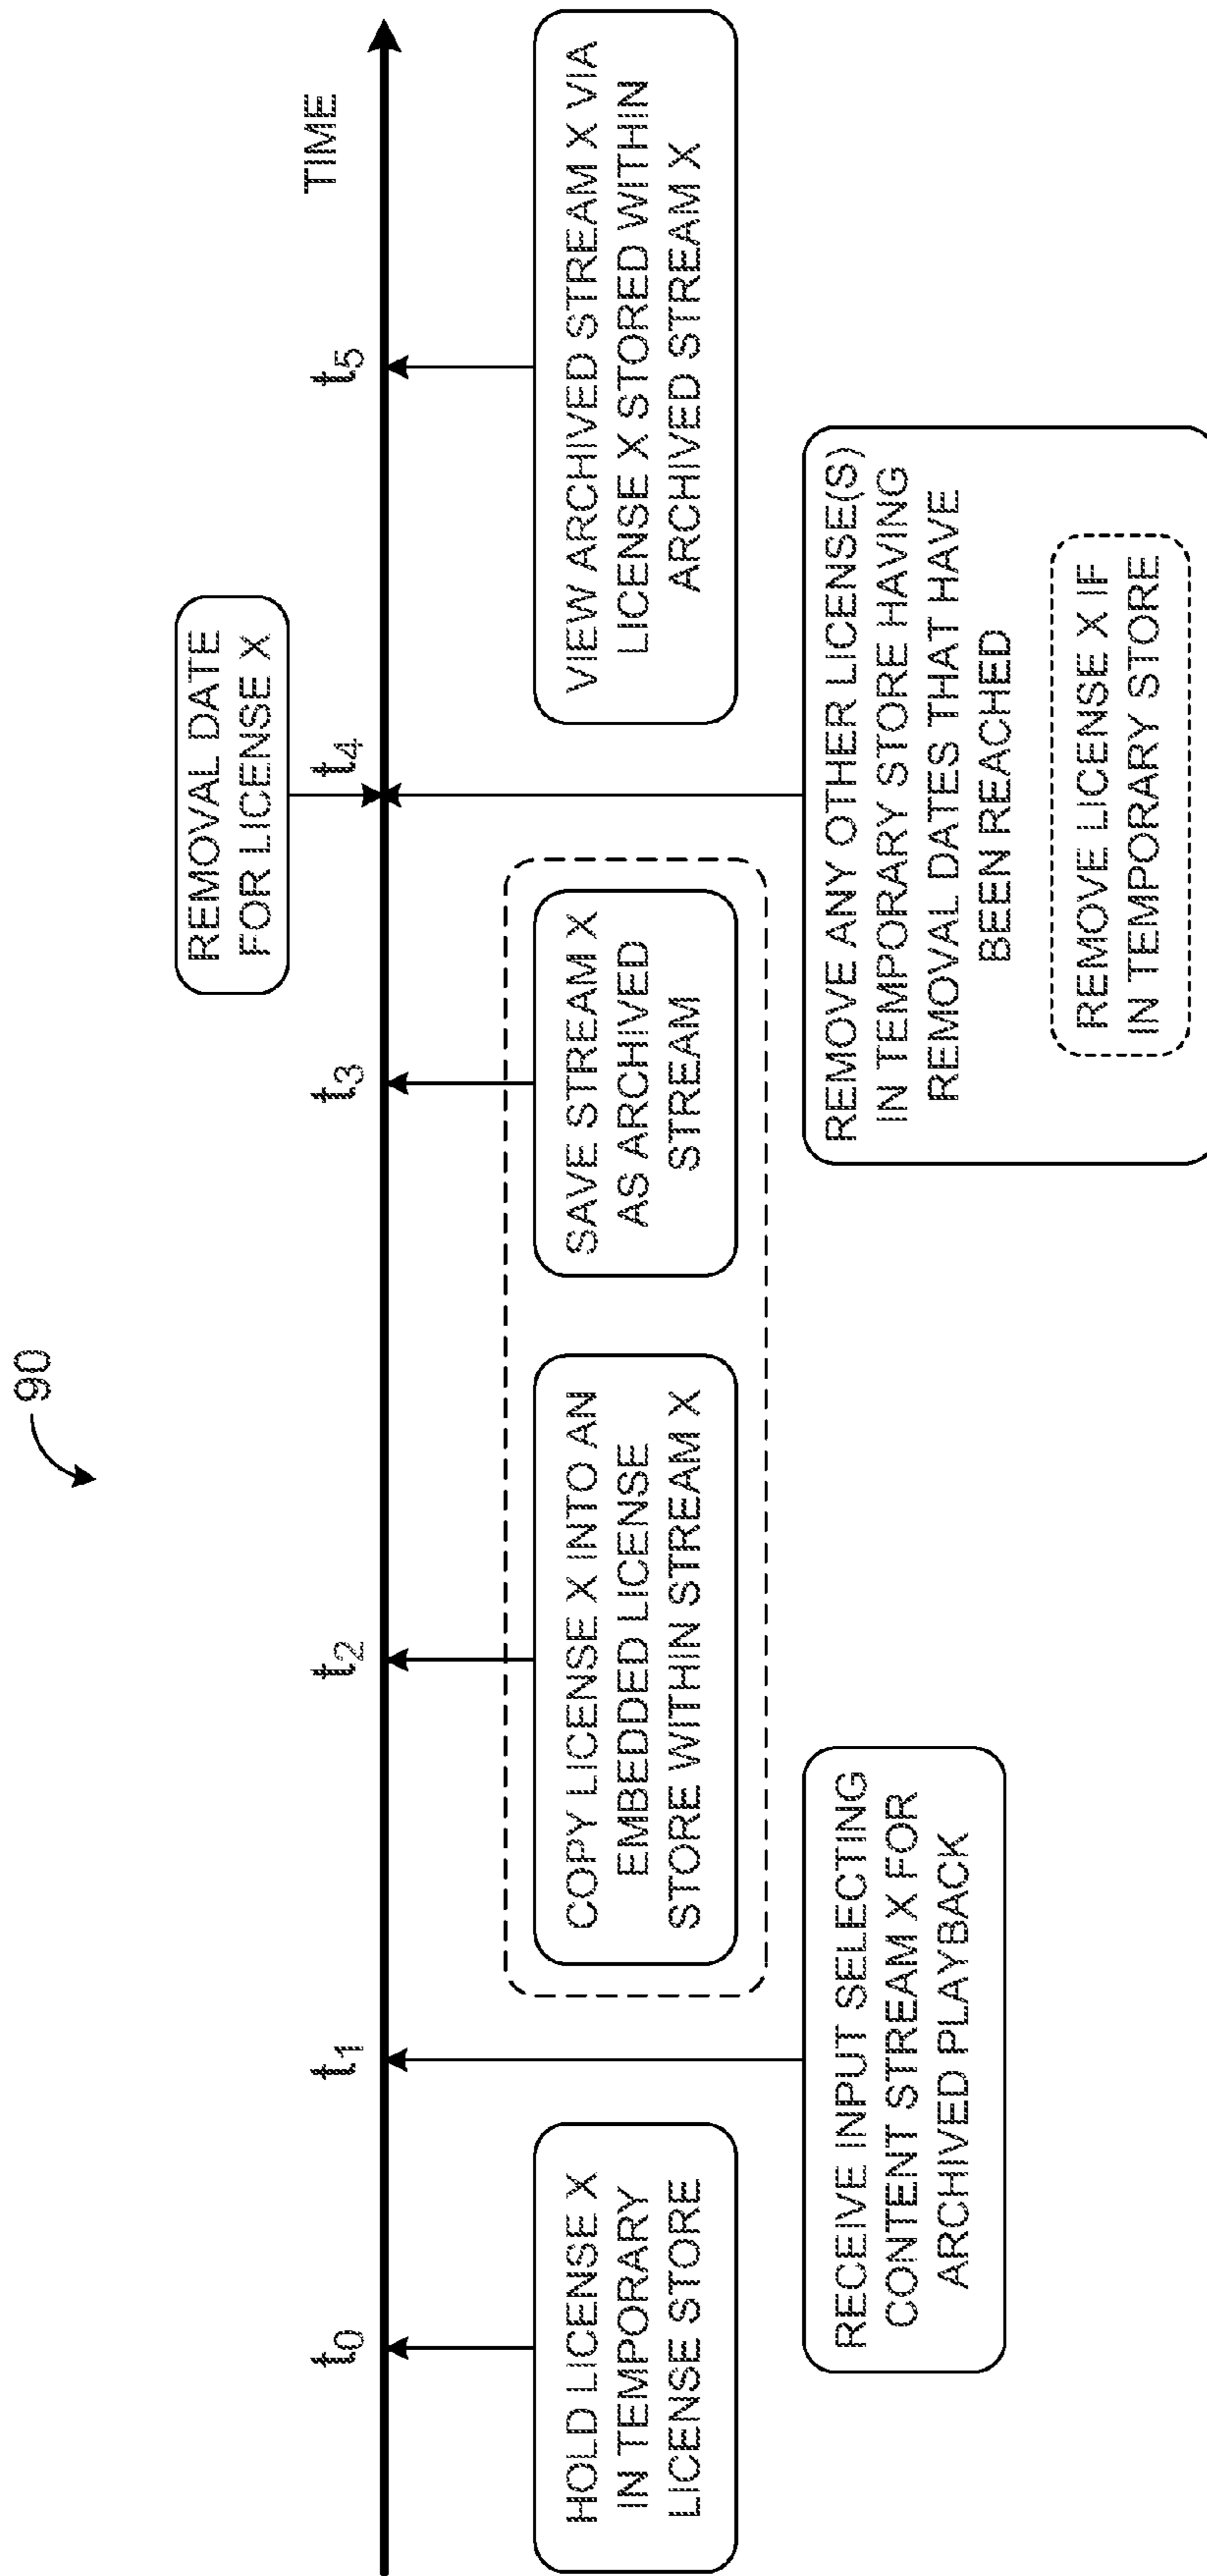 90
REMOVAL DATE
FOR LICENSE X
TIME
t0
t1
t2
t3
t4
t5
HOLD LICENSE X
IN TEMPORARY
LICENSE STORE
COPY LICENSE X INTO AN
EMBEDDED LICENSE
STORE WITHIN STREAM X
SAVE STREAM X
AS ARCHIVED
STREAM
VIEW ARCHIVED STREAM X VIA
LICENSE X STORED WITHIN
ARCHIVED STREAM X
RECEIVE INPUT SELECTING
CONTENT STREAM X FOR
ARCHIVED PLAYBACK
REMOVE ANY OTHER LICENSE(S)
IN TEMPORARY STORE HAVING
REMOVAL DATES THAT HAVE
BEEN REACHED
REMOVE LICENSE X IF
IN TEMPORARY STORE